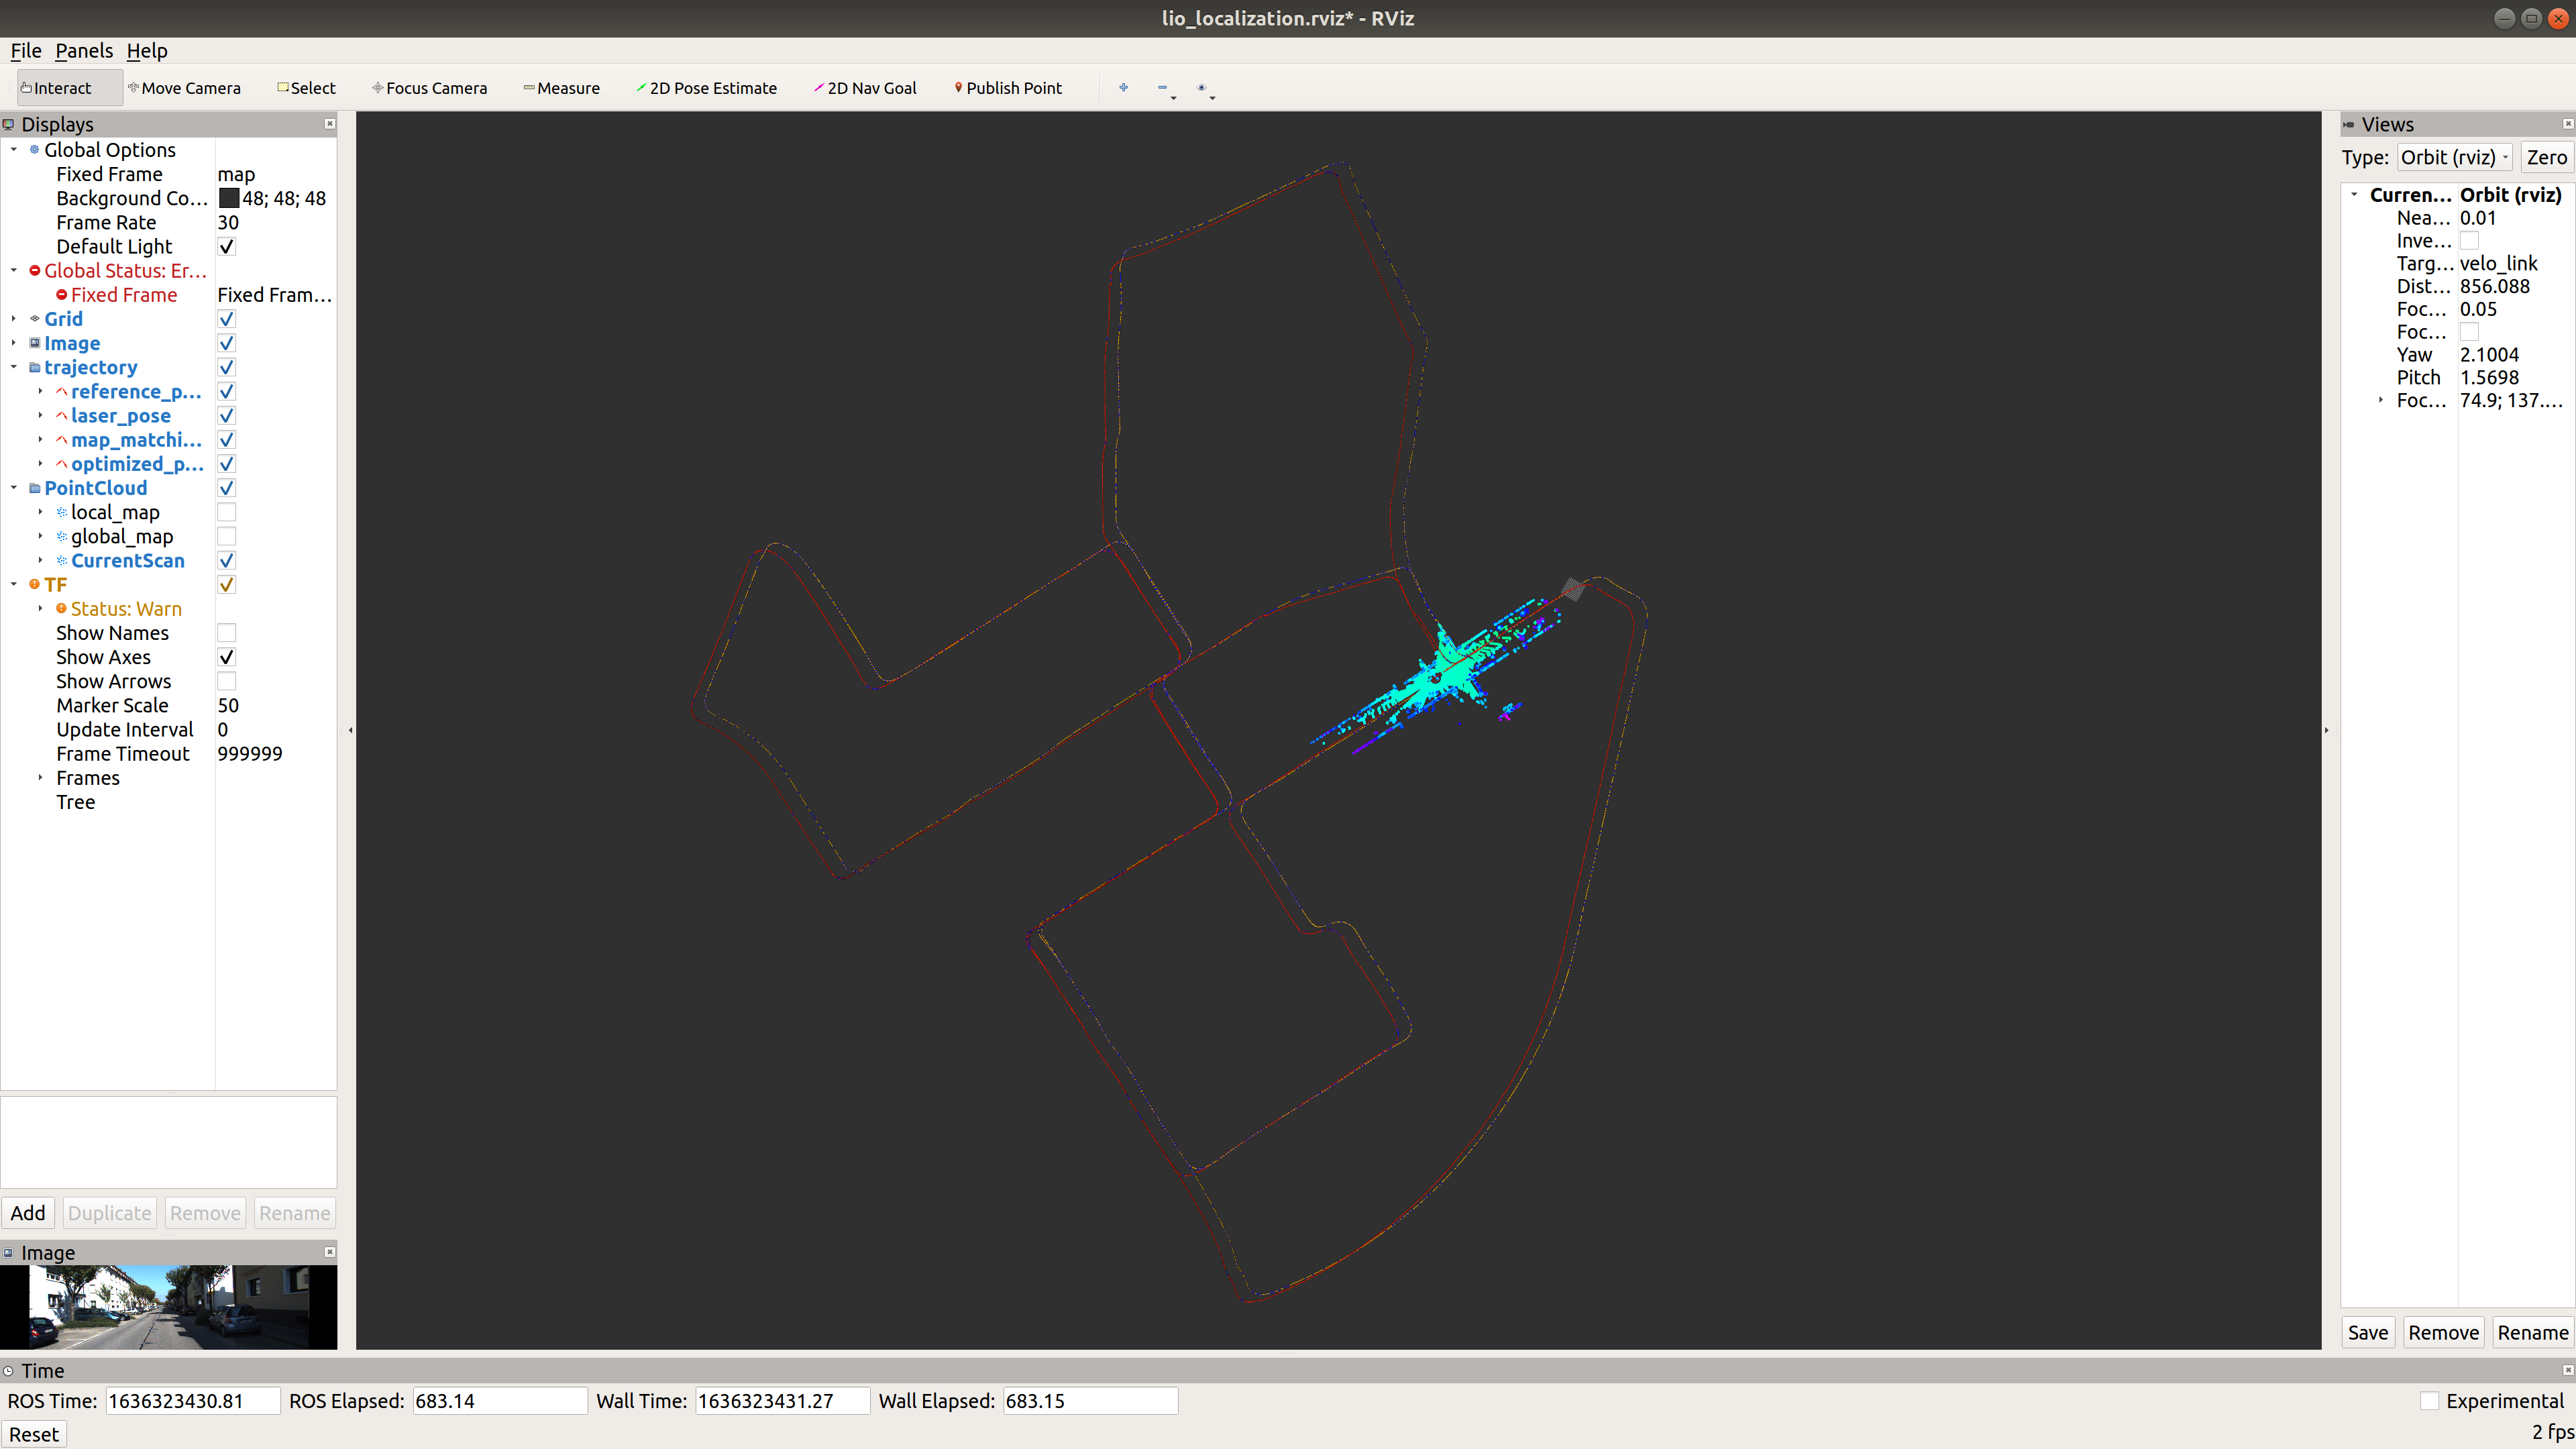 lio_localization.rviz* - RViz
File Panels Help
Interact Move Camera Select Focus Camera Measure 2D Pose Estimate 2D Nav Goal Publish Point
Displays
Global Options
Fixed Frame map
Background Co... 48; 48; 48
Frame Rate 30
Default Light
Global Status: Er...
Fixed Frame Fixed Fram...
Grid
Image
trajectory
reference_p...
laser_pose
map_matchi...
optimized_p...
PointCloud
local_map
global_map
CurrentScan
TF
Status: Warn
Show Names
Show Axes
Show Arrows
Marker Scale 50
Update Interval 0
Frame Timeout 999999
Frames
Tree
Add Duplicate Remove Rename
Image
Views
Type: Orbit (rviz) Zero
Curren... Orbit (rviz)
Nea... 0.01
Inve...
Targ... velo_link
Dist... 856.088
Foc... 0.05
Foc...
Yaw 2.1004
Pitch 1.5698
Foc... 74.9; 137....
Save Remove Rename
Time
ROS Time: 1636323430.81 ROS Elapsed: 683.14 Wall Time: 1636323431.27 Wall Elapsed: 683.15 Experimental
Reset 2 fps